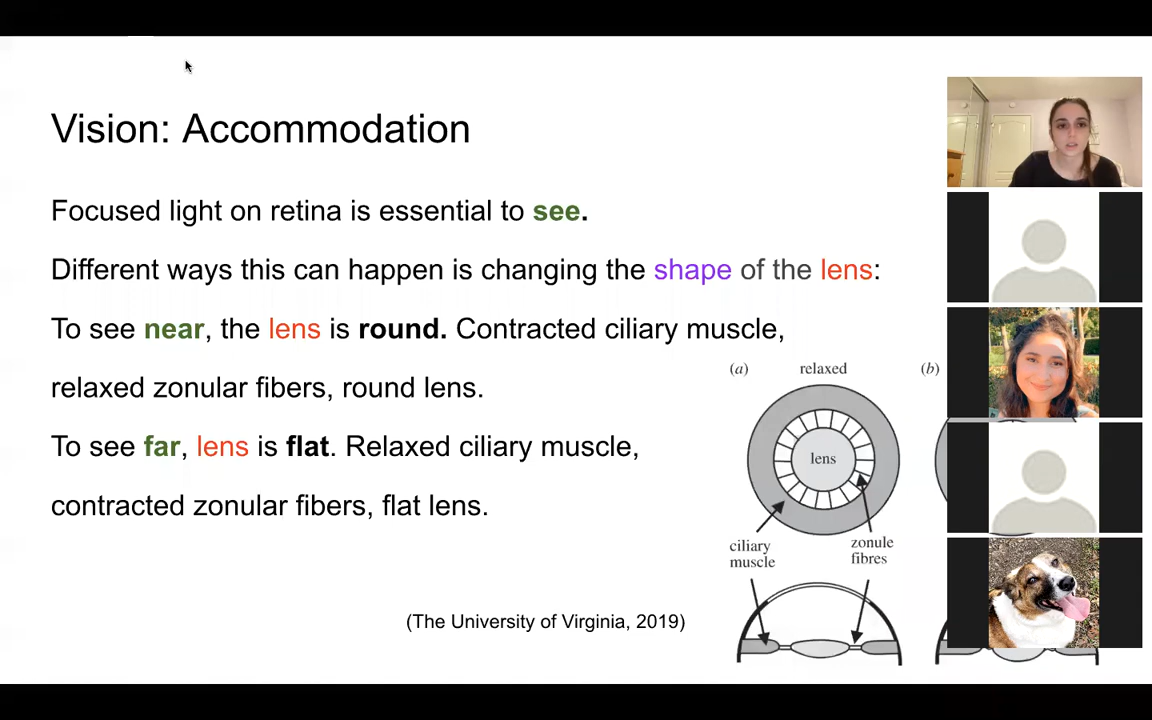 Vision: Accommodation
Focused light on retina is essential to see.
Different ways this can happen is changing the shape of the lens:
To see near, the lens is round. Contracted ciliary muscle,
relaxed zonular fibers, round lens.
To see far, lens is flat. Relaxed ciliary muscle,
contracted zonular fibers, flat lens.
(a) relaxed (b)
lens
ciliary
muscle
zonule
fibres
(The University of Virginia, 2019)